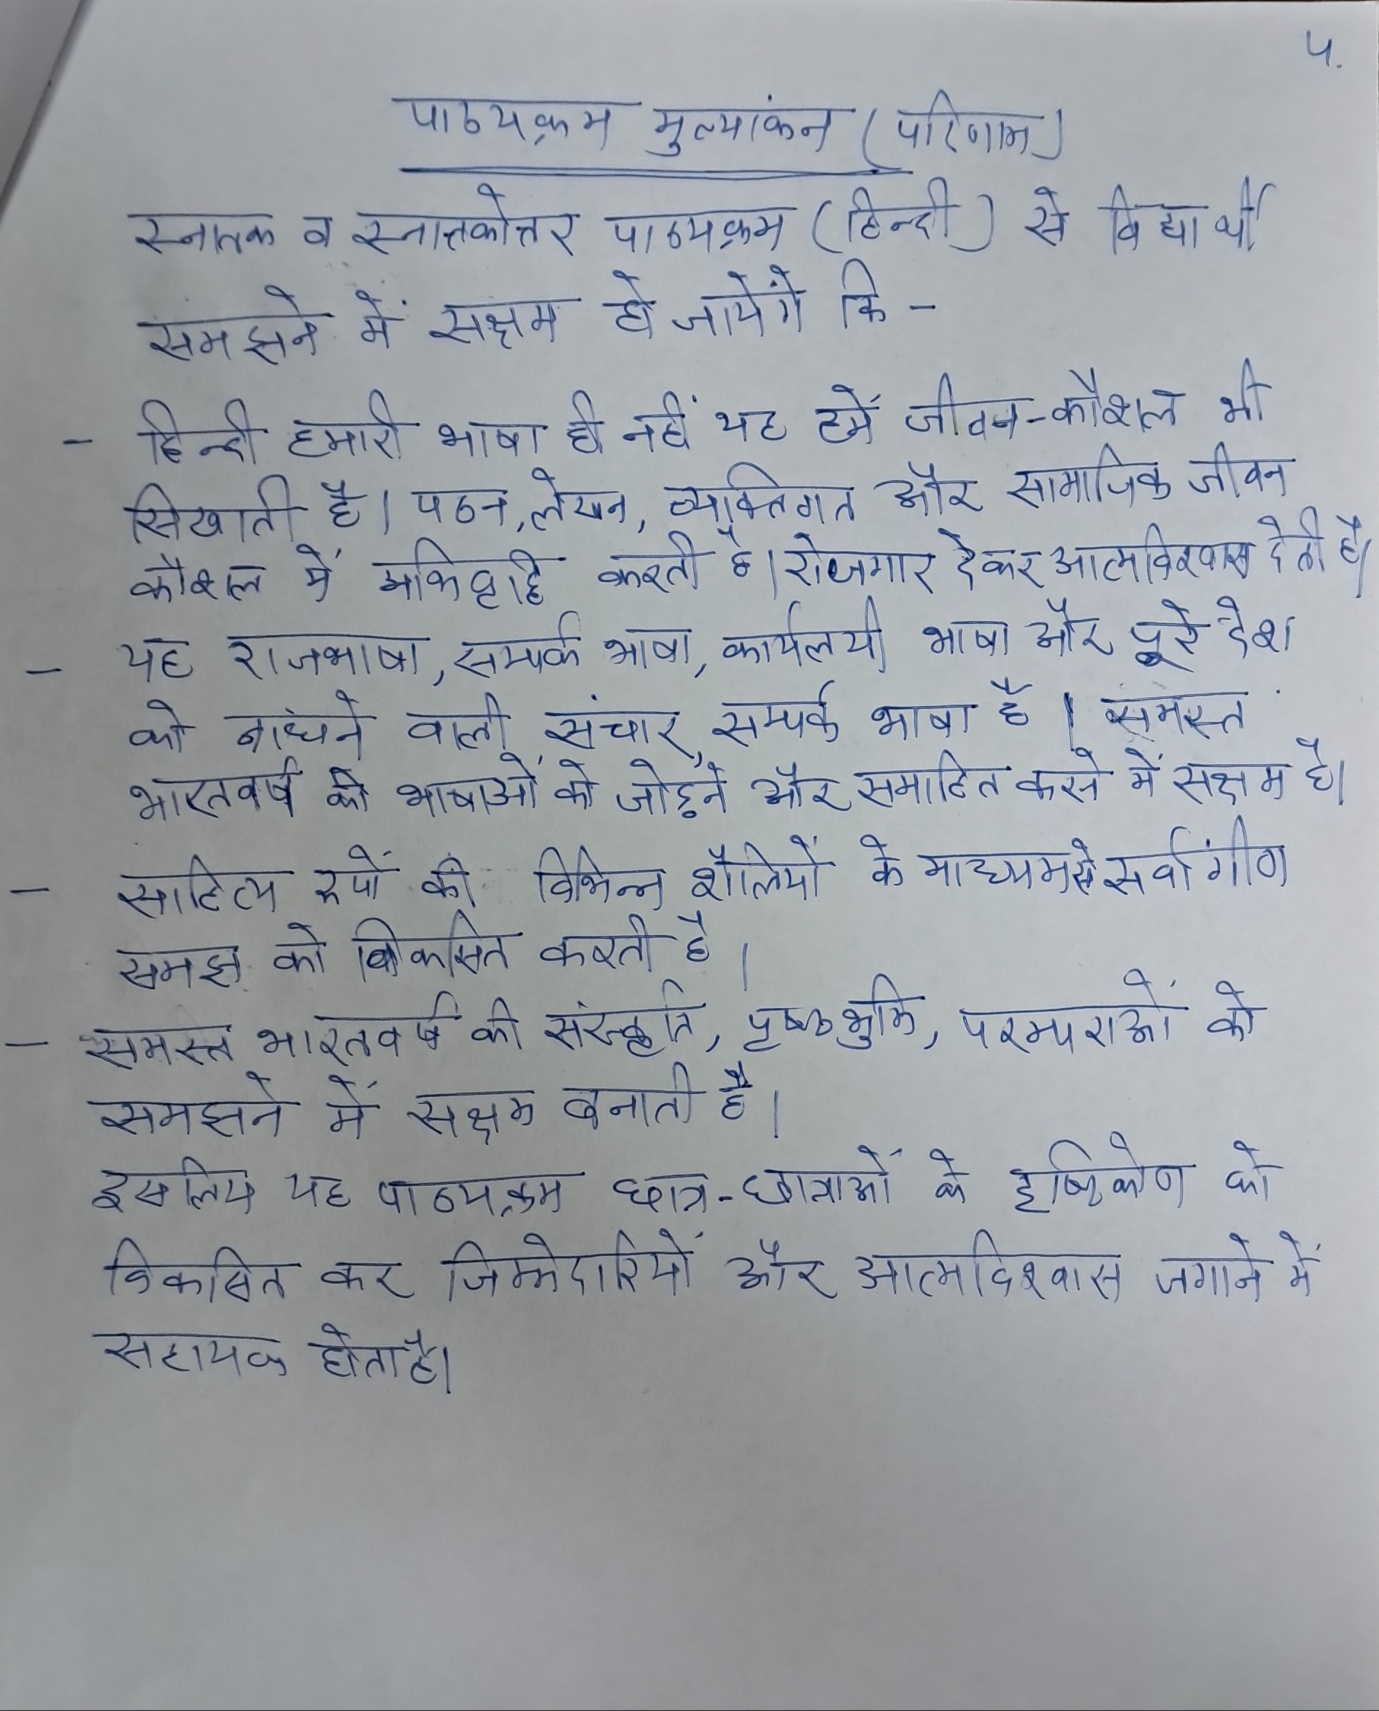 ५.
पाठ्यक्रम मुल्यांकन (परिणाम)
स्नातक व स्नात्तकोत्तर पाठ्यक्रम (हिन्दी) से विद्यार्थी
समझने में सक्षम हो जायेंगे कि -
- हिन्दी हमारी भाषा ही नहीं यह हमें जीवन-कौशल भी
सिखाती है। पठन, लेखन, व्यक्तिगत और सामाजिक जीवन
कौशल में करती है। रोजगार देकर आत्मविश्वास देती है।
- यह राजभाषा, सम्पर्क भाषा, कार्यलयी भाषा और पूरे देश
को बांधने वाली संचार, सम्पर्क भाषा है। समस्त
भारतवर्ष की भाषाओं को जोड़ने और समाहित करने में सक्षम है।
- साहित्य रुपों की विभिन्न शैलियों के माध्यम से सर्वांगीण
समझ को विकसित करती है।
- समस्त भारतवर्ष की संस्कृति, पृष्ठभुमि, परम्पराओं को
समझने में सक्षम बनाती है।
इसलिय यह पाठ्यक्रम छात्र-छात्राओं के दृष्टिकोण को
विकसित कर जिम्मेदारियों और आत्मविश्वास जगाने में
सहायक होता है।